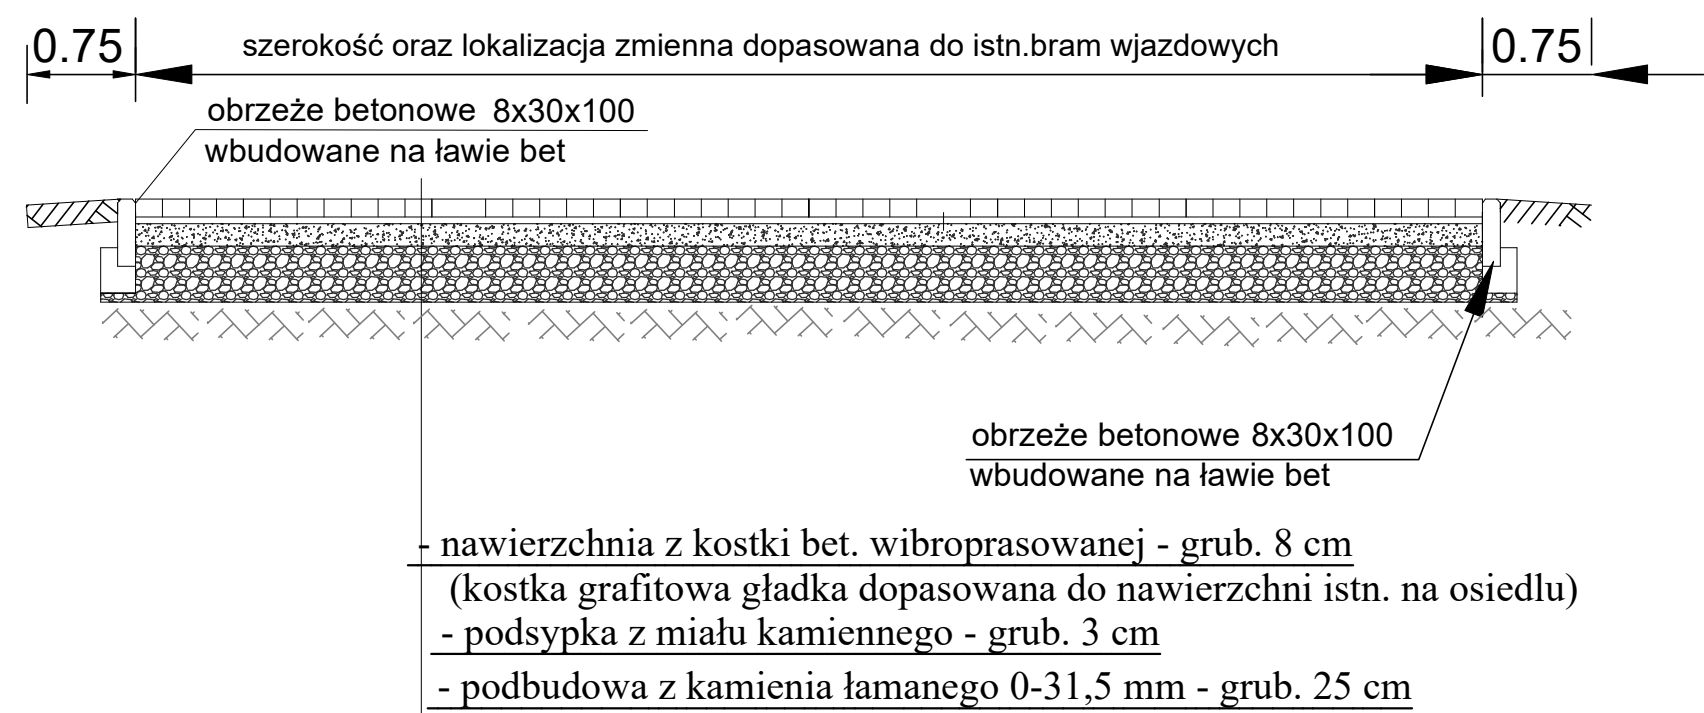 0.75
szerokość oraz lokalizacja zmienna dopasowana do istn.bram wjazdowych
0.75
obrzeże betonowe 8x30x100
wbudowane na ławie bet
obrzeże betonowe 8x30x100
wbudowane na ławie bet
- nawierzchnia z kostki bet. wibroprasowanej - grub. 8 cm
(kostka grafitowa gładka dopasowana do nawierzchni istn. na osiedlu)
- podsypka z miału kamiennego - grub. 3 cm
- podbudowa z kamienia łamanego 0-31,5 mm - grub. 25 cm